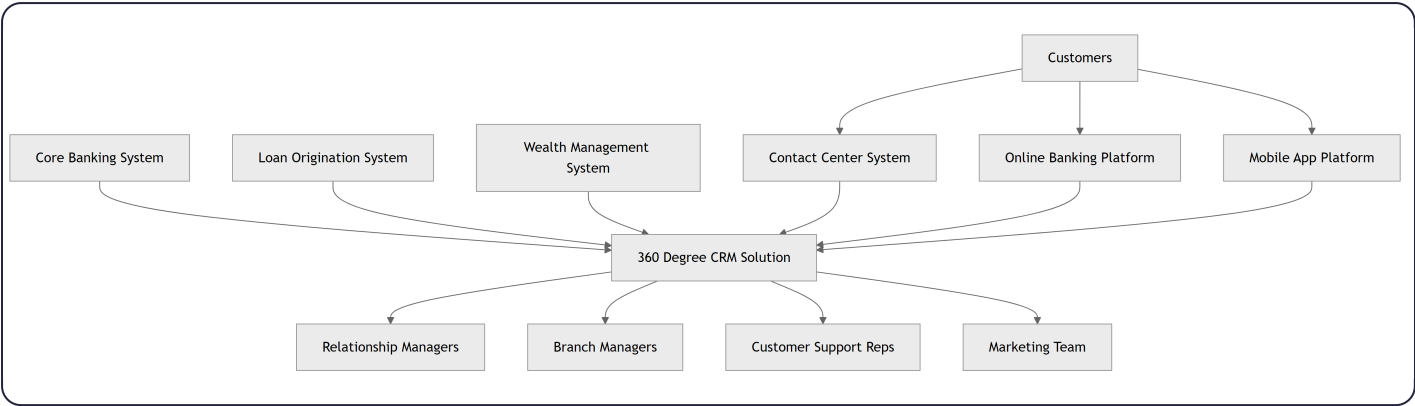 Customers
Core Banking System
Loan Origination System
Wealth Management
System
Contact Center System
Online Banking Platform
Mobile App Platform
360 Degree CRM Solution
Relationship Managers
Branch Managers
Customer Support Reps
Marketing Team